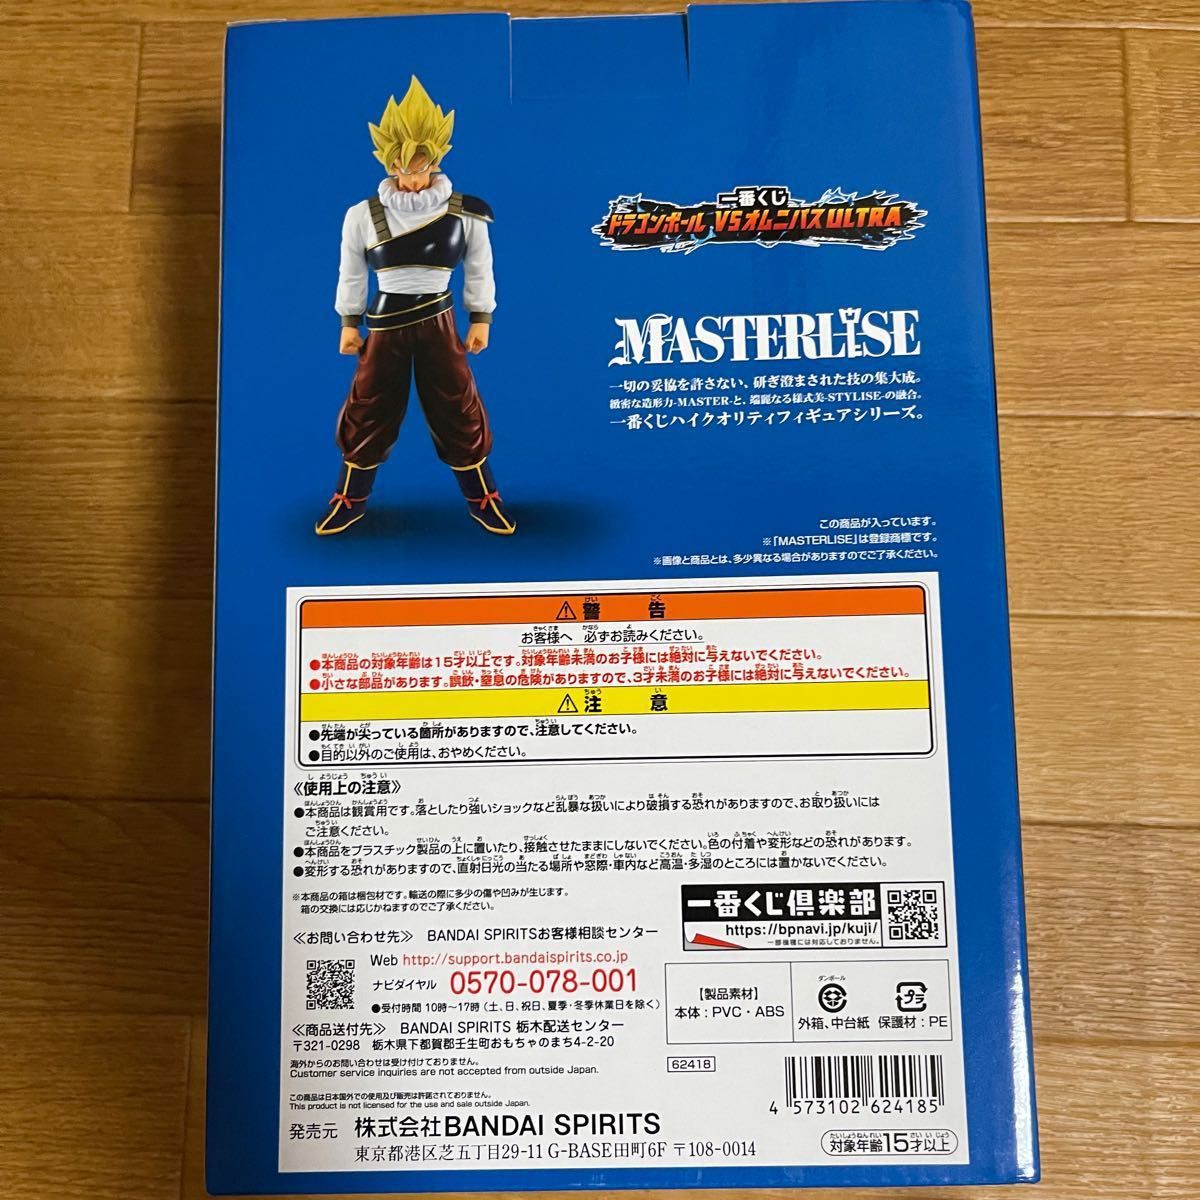 一番くじ
ドラゴンボール VSオムニバスULTRA
MASTERLISE
一切の妥協を許さない、研ぎ澄まされた技の集大成。
緻密な造形力-MASTER-と、端麗なる様式美-STYLISE-の融合。
一番くじハイクオリティフィギュアシリーズ。
この商品が入っています。
※「MASTERLISE」は登録商標です。
※画像と商品とは、多少異なる場合がありますのでご了承ください。
⚠警告
お客様へ 必ずお読みください。
●本商品の対象年齢は15才以上です。対象年齢未満のお子様には絶対に与えないでください。
●小さな部品があります。誤飲・窒息の危険がありますので、3才未満のお子様には絶対に与えないでください。
⚠注意
●先端が尖っている箇所がありますので、注意してください。
●目的以外のご使用は、おやめください。
《使用上の注意》
●本商品は観賞用です。落としたり強いショックなど乱暴な扱いにより破損する恐れがありますので、お取り扱いには
ご注意ください。
●本商品をプラスチック製品の上に置いたり、接触させたままにしないでください。色の付着や変形などの恐れがあります。
●変形する恐れがありますので、直射日光の当たる場所や窓際・車内など高温・多湿のところには置かないでください。
※本商品の箱は梱包材です。輸送の際に多少の傷や凹みが生じます。
箱の交換には応じかねますのでご了承ください。
一番くじ倶楽部
https://bpnavi.jp/kuji/
一部機種には対応しておりません。
≪お問い合わせ先≫ BANDAI SPIRITSお客様相談センター
Web http://support.bandaispirits.co.jp
ナビダイヤル 0570-078-001
●受付時間 10時〜17時(土、日、祝日、夏季・冬季休業日を除く)
≪商品送付先≫ BANDAI SPIRITS 栃木配送センター
〒321-0298 栃木県下都賀郡壬生町おもちゃのまち4-2-20
海外からのお問い合わせは受け付けておりません。
Customer service inquiries are not accepted from outside Japan.
【製品素材】
本体：PVC・ABS
ダンボール
外箱、中台紙
プラ
保護材：PE
62418
4 573102 624185
この商品は日本国外での使用及び販売は許諾されておりません。
This product is not licensed for the use and sale outside Japan.
発売元 株式会社BANDAI SPIRITS
東京都港区芝五丁目29-11 G-BASE田町6F 〒108-0014
対象年齢15才以上